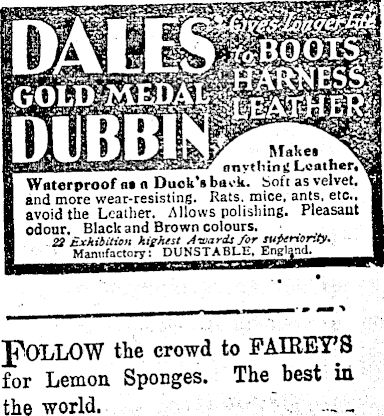 DALES
GOLD MEDAL
DUBBIN
Gives Longer Life
to BOOTS
HARNESS
LEATHER
Makes
anything Leather,
Waterproof as a Duck's back. Soft as velvet,
and more wear-resisting. Rats, mice, ants, etc.,
avoid the Leather. Allows polishing. Pleasant
odour. Black and Brown colours.
22 Exhibition highest Awards for superiority.
Manufactory: DUNSTABLE, England.
FOLLOW the crowd to FAIREY'S
for Lemon Sponges. The best in
the world.